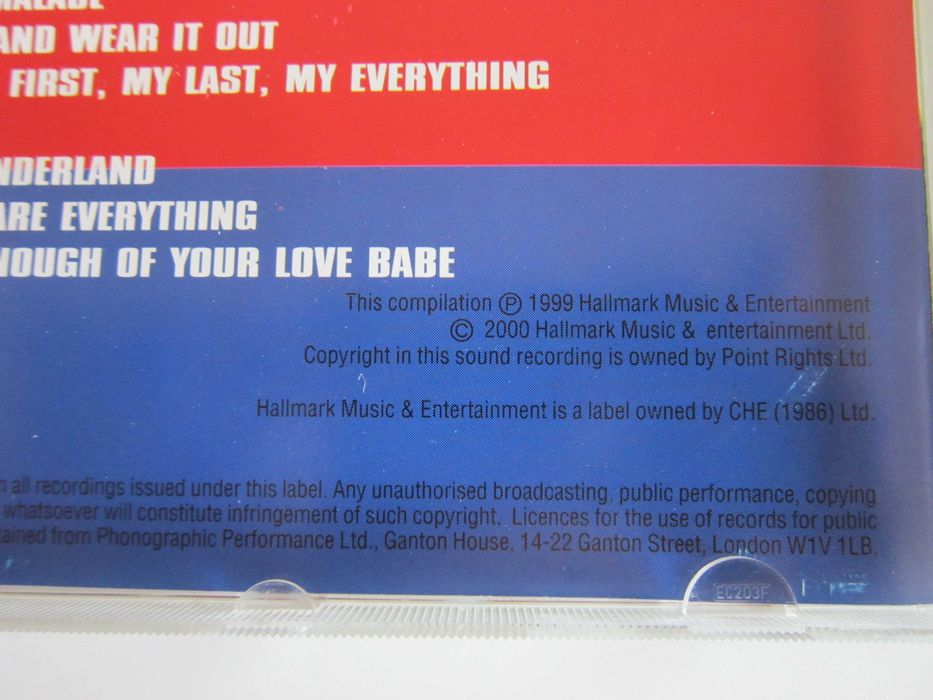 MALADE
AND WEAR IT OUT
FIRST, MY LAST, MY EVERYTHING
NDERLAND
ARE EVERYTHING
NOUGH OF YOUR LOVE BABE
This compilation Ⓟ 1999 Hallmark Music & Entertainment
© 2000 Hallmark Music & entertainment Ltd.
Copyright in this sound recording is owned by Point Rights Ltd.
Hallmark Music & Entertainment is a label owned by CHE (1986) Ltd.
n all recordings issued under this label. Any unauthorised broadcasting, public performance, copying
whatsoever will constitute infringement of such copyright. Licences for the use of records for public
tained from Phonographic Performance Ltd., Ganton House, 14-22 Ganton Street, London W1V 1LB.
EC203F